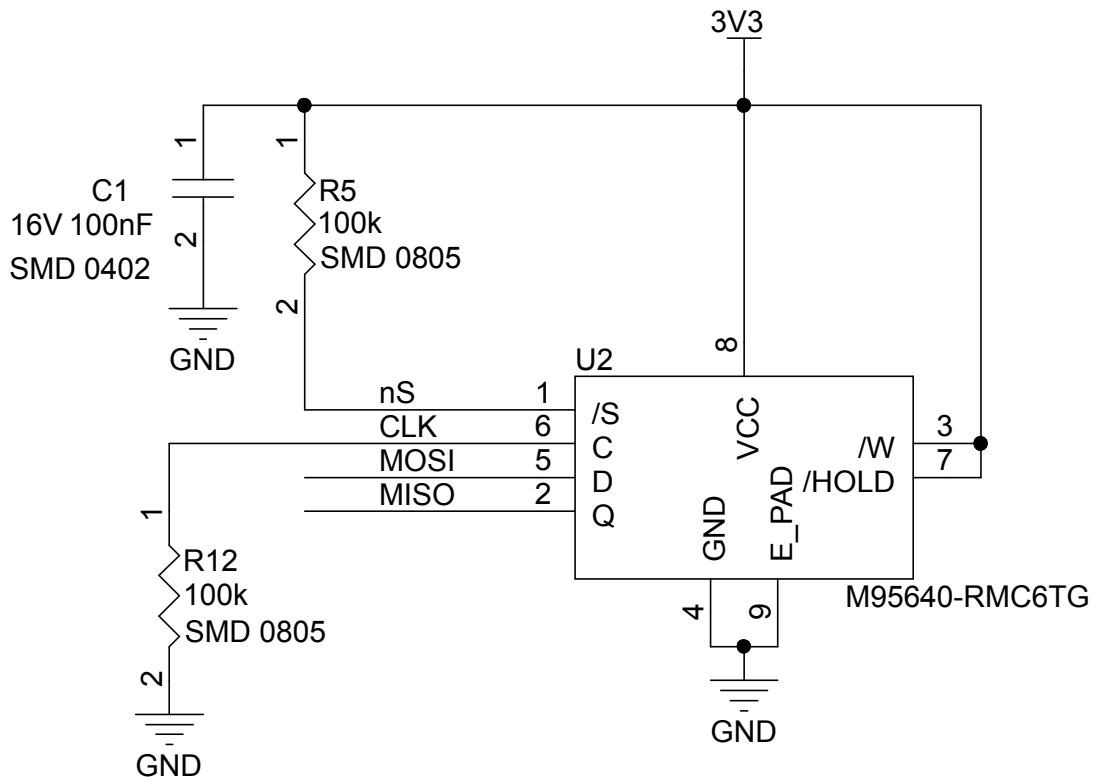 3V3
1
1
C1
R5
16V 100nF
100k
2
SMD 0402
SMD 0805
2
GND
8
U2
nS
1
/S
VCC
CLK
6
C
/W
3
MOSI
5
D
/HOLD
7
MISO
2
Q
GND
E_PAD
1
R12
100k
SMD 0805
M95640-RMC6TG
4
9
2
GND
GND